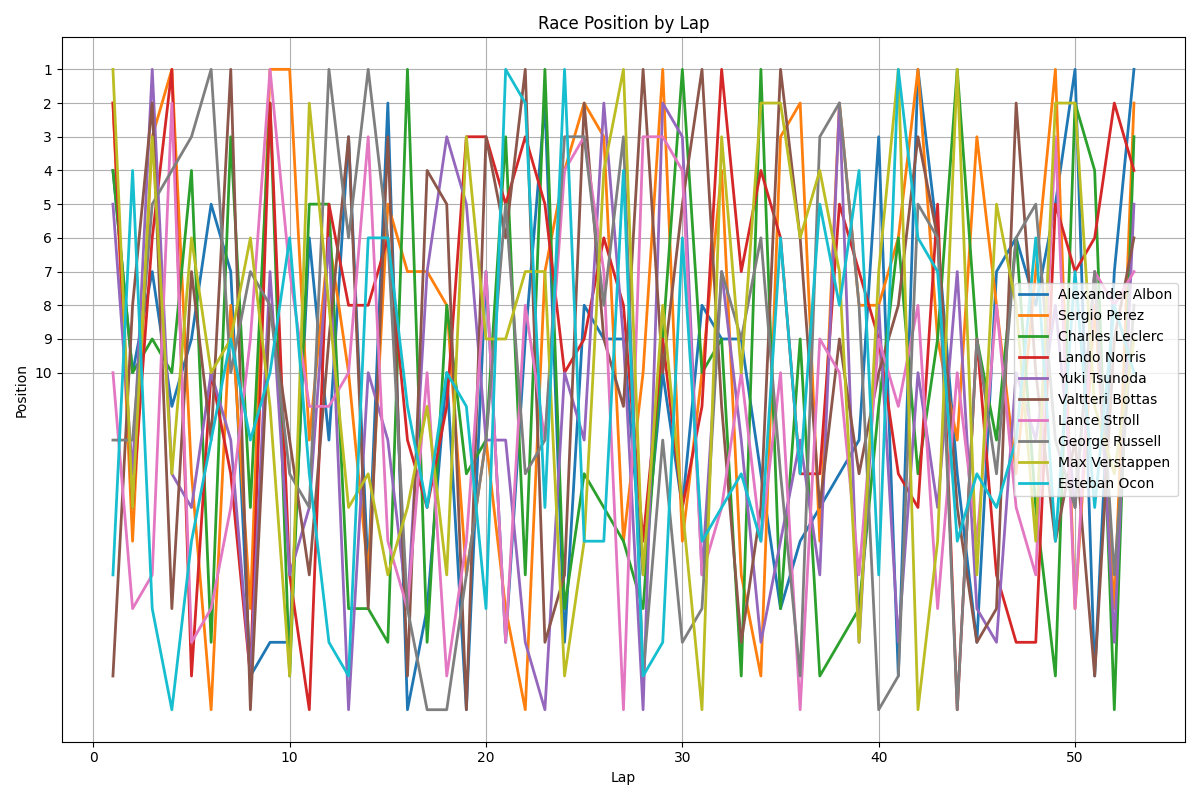 Race Position by Lap
Position
1
2
3
4
5
6
7
8
9
10
Alexander Albon
Sergio Perez
Charles Leclerc
Lando Norris
Yuki Tsunoda
Valtteri Bottas
Lance Stroll
George Russell
Max Verstappen
Esteban Ocon
0 10 20 30 40 50
Lap